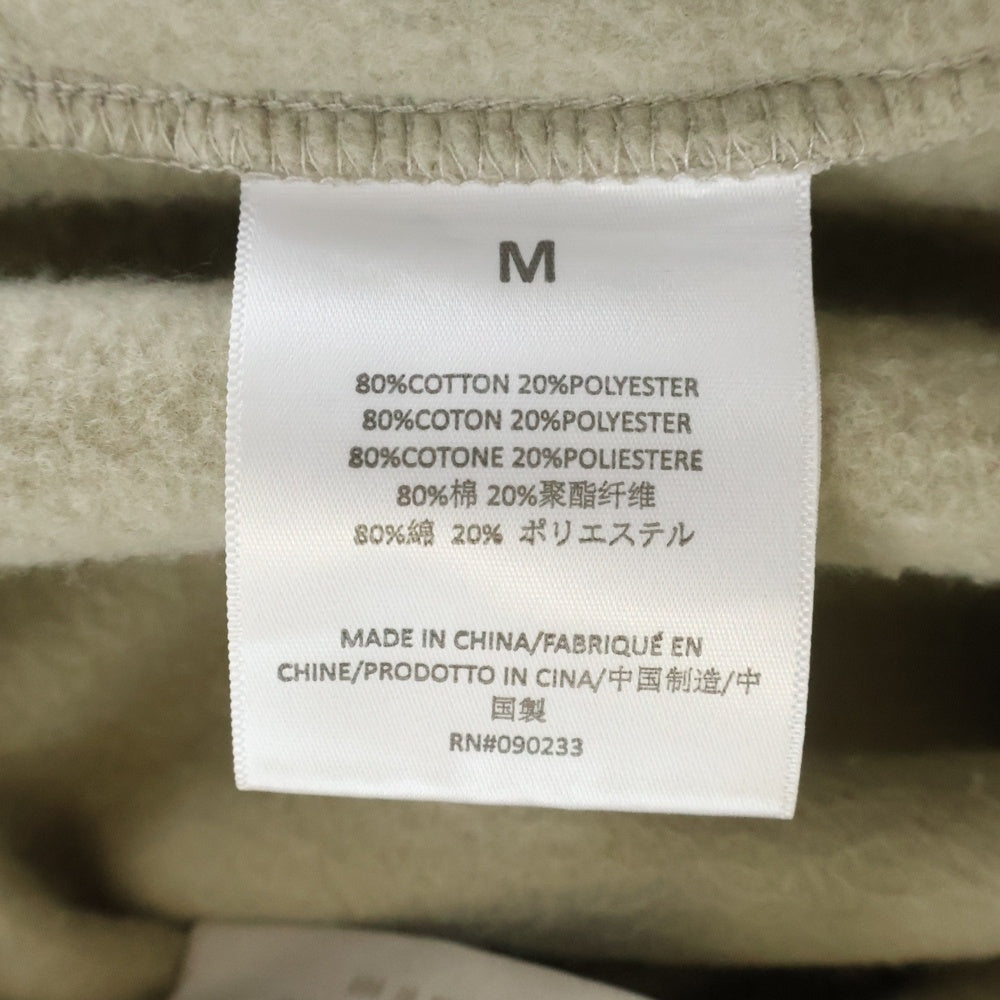 M
80%COTTON 20%POLYESTER
80%COTON 20%POLYESTER
80%COTONE 20%POLIESTERE
80%棉 20%聚酯纤维
80%綿 20% ポリエステル
MADE IN CHINA/FABRIQUÉ EN
CHINE/PRODOTTO IN CINA/中国制造/中
国製
RN#090233